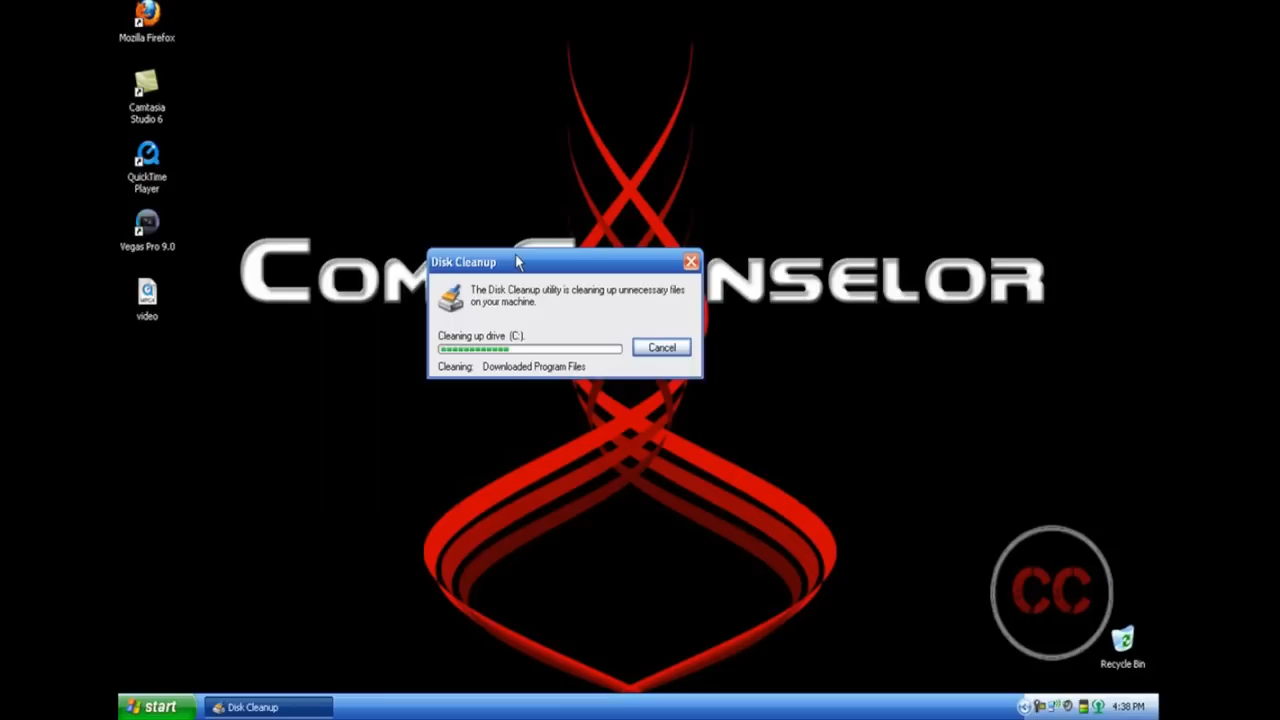 Mozilla Firefox
Camtasia
Studio 6
QuickTime
Player
Vegas Pro 9.0
video
Disk Cleanup
The Disk Cleanup utility is cleaning up unnecessary files
on your machine.
Cleaning up drive (C:).
Cancel
Cleaning: Downloaded Program Files
NSELOR
CC
Recycle Bin
start
Disk Cleanup
4:38 PM